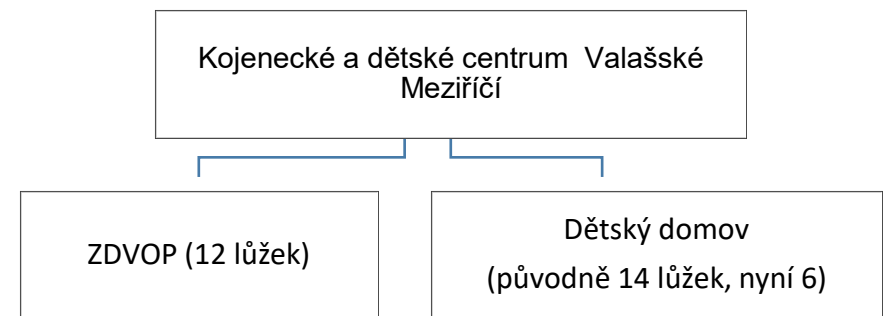 Kojenecké a dětské centrum  Valašské
Meziříčí
ZDVOP (12 lůžek)
Dětský domov
(původně 14 lůžek, nyní 6)